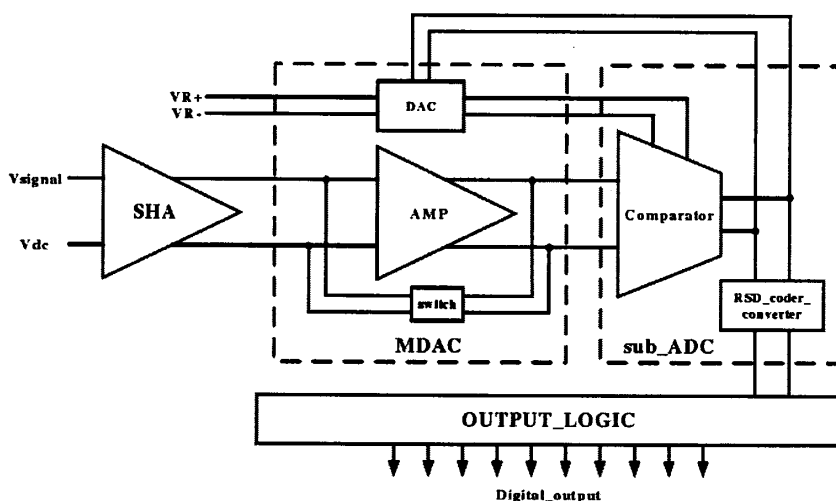 VR+
VR-
DAC
Vsignal
Vdc
SHA
AMP
Comparator
switch
RSD_coder_
converter
MDAC
sub_ADC
OUTPUT_LOGIC
Digital_output